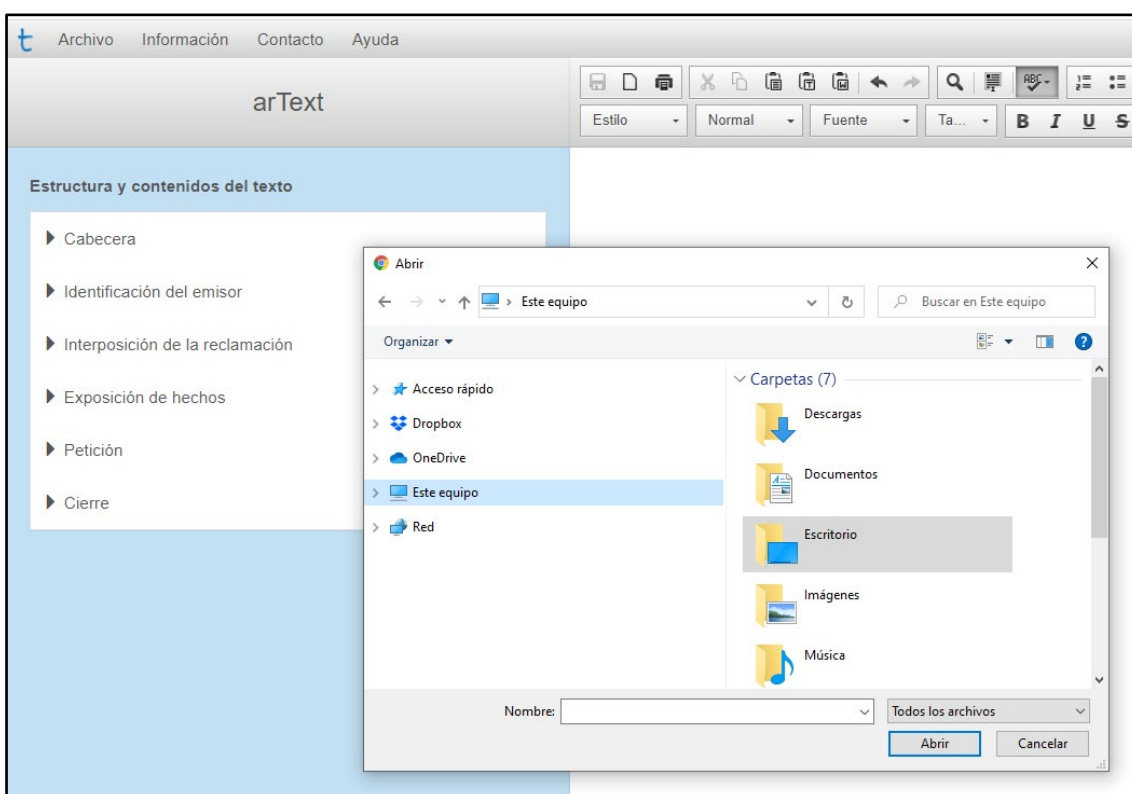 t Archivo Información Contacto Ayuda
arText
ABC
Estilo Normal Fuente Ta... B I U S
Estructura y contenidos del texto
Cabecera
Identificación del emisor
Interposición de la reclamación
Exposición de hechos
Petición
Cierre
Abrir
Este equipo
Buscar en Este equipo
Organizar
Acceso rápido
Dropbox
OneDrive
Este equipo
Red
Carpetas (7)
Descargas
Documentos
Escritorio
Imágenes
Música
Nombre:
Todos los archivos
Abrir Cancelar